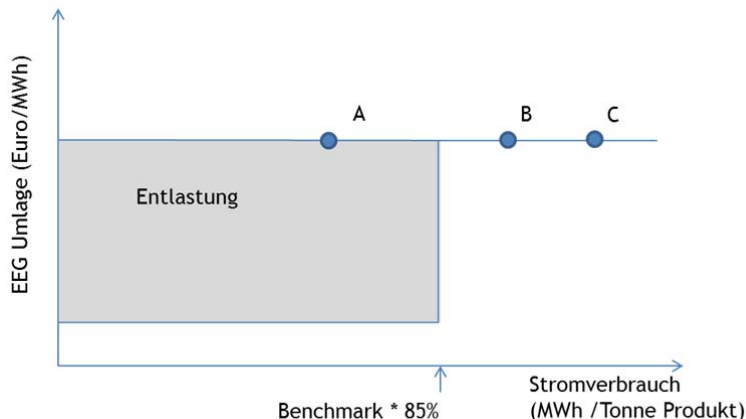 EEG Umlage (Euro/MWh)
A
B
C
Entlastung
Stromverbrauch
(MWh /Tonne Produkt)
Benchmark * 85%